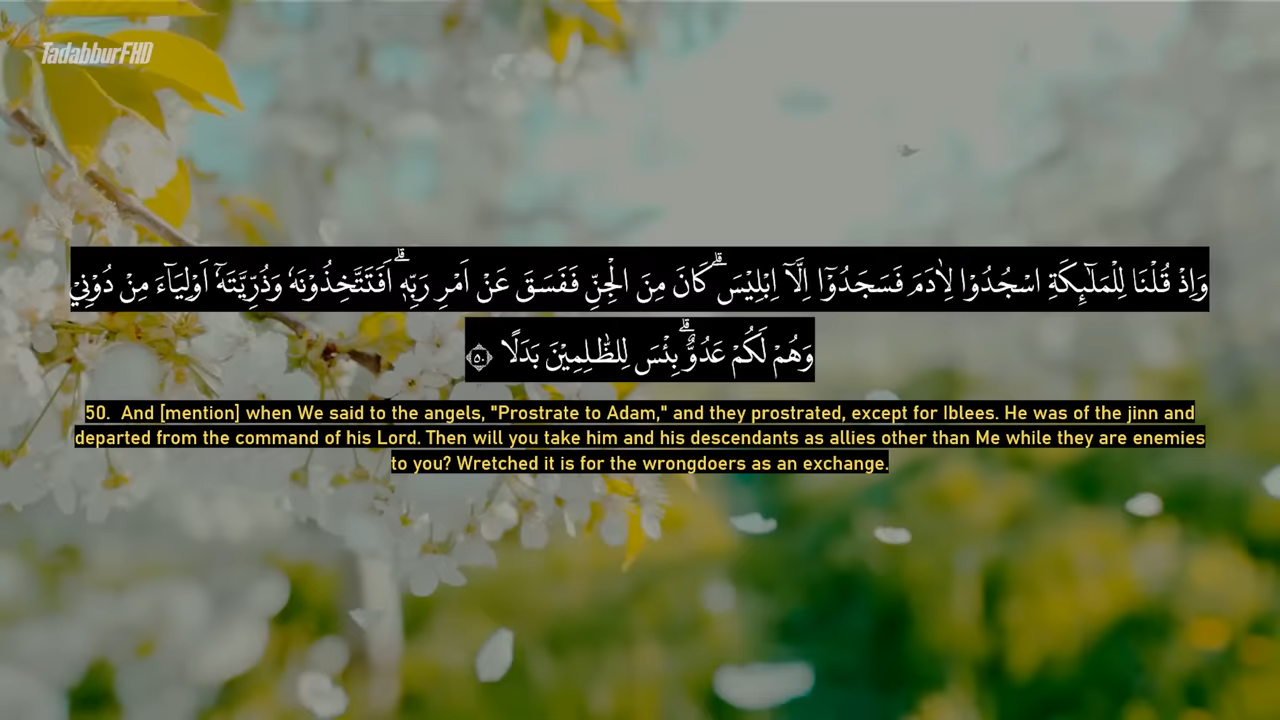 TadabburFHD
وَاِذْ قُلْنَا لِلْمَلٰٓىِٕكَةِ اسْجُدُوْا لِاٰدَمَ فَسَجَدُوْٓا اِلَّآ اِبْلِيْسَۗ كَانَ مِنَ الْجِنِّ فَفَسَقَ عَنْ اَمْرِ رَبِّهٖۗ اَفَتَتَّخِذُوْنَهٗ وَذُرِّيَّتَهٗٓ اَوْلِيَاۤءَ مِنْ دُوْنِيْ
وَهُمْ لَكُمْ عَدُوٌّۗ بِئْسَ لِلظّٰلِمِيْنَ بَدَلًا ۝٥٠
50. And [mention] when We said to the angels, "Prostrate to Adam," and they prostrated, except for Iblees. He was of the jinn and
departed from the command of his Lord. Then will you take him and his descendants as allies other than Me while they are enemies
to you? Wretched it is for the wrongdoers as an exchange.